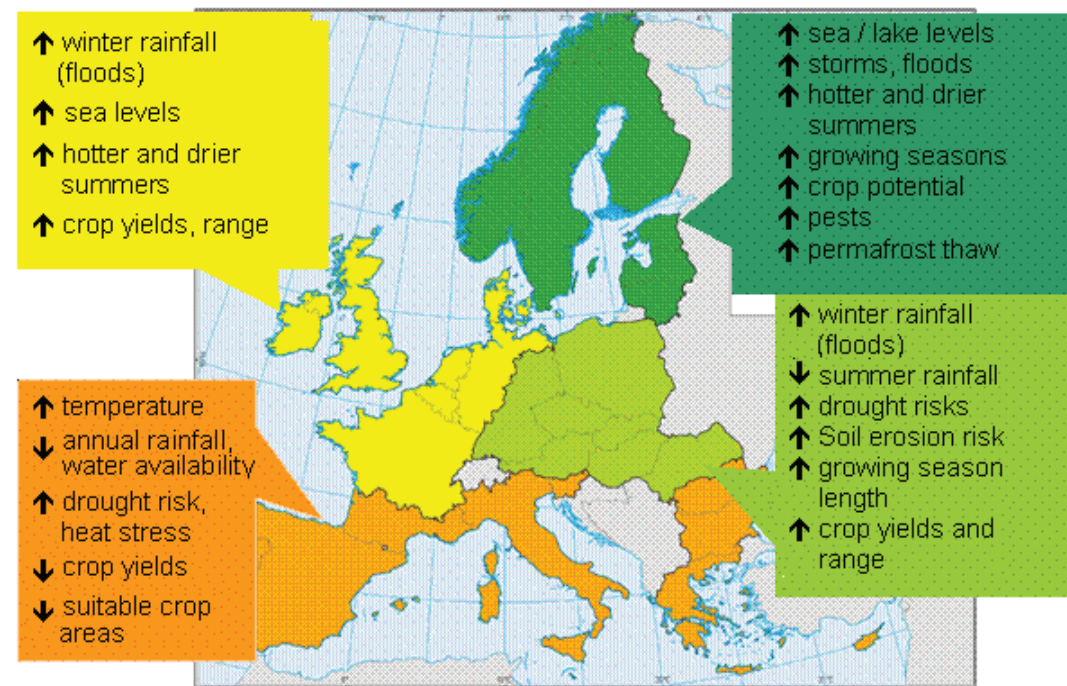 ↑ winter rainfall
(floods)
↑ sea levels
↑ hotter and drier
summers
↑ crop yields, range
↑ sea / lake levels
↑ storms, floods
↑ hotter and drier
summers
↑ growing seasons
↑ crop potential
↑ pests
↑ permafrost thaw
↑ temperature
↓ annual rainfall,
water availability
↑ drought risk,
heat stress
↓ crop yields
↓ suitable crop
areas
↑ winter rainfall
(floods)
↓ summer rainfall
↑ drought risks
↑ Soil erosion risk
↑ growing season
length
↑ crop yields and
range